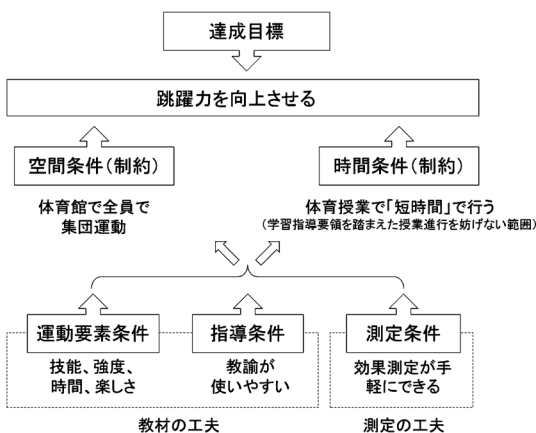 達成目標
跳躍力を向上させる
空間条件（制約）
時間条件（制約）
体育館で全員で
集団運動
体育授業で「短時間」で行う
（学習指導要領を踏まえた授業進行を妨げない範囲）
運動要素条件
指導条件
測定条件
技能、強度、
時間、楽しさ
教諭が
使いやすい
効果測定が手
軽にできる
教材の工夫
測定の工夫